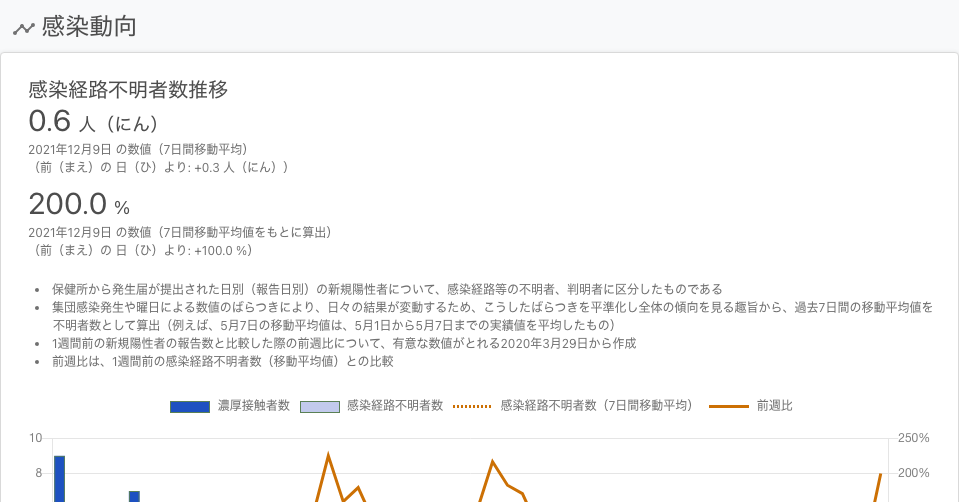 感染動向
感染経路不明者数推移
0.6 人（にん）
2021年12月9日 の数値（7日間移動平均）
（前（まえ）の 日（ひ）より: +0.3 人（にん））
200.0 %
2021年12月9日 の数値（7日間移動平均値をもとに算出）
（前（まえ）の 日（ひ）より: +100.0 %）
• 保健所から発生届が提出された日別（報告日別）の新規陽性者について、感染経路等の不明者、判明者に区分したものである
• 集団感染発生や曜日による数値のばらつきにより、日々の結果が変動するため、こうしたばらつきを平準化し全体の傾向を見る趣旨から、過去7日間の移動平均値を
不明者数として算出（例えば、5月7日の移動平均値は、5月1日から5月7日までの実績値を平均したもの）
• 1週間前の新規陽性者の報告数と比較した際の前週比について、有意な数値がとれる2020年3月29日から作成
• 前週比は、1週間前の感染経路不明者数（移動平均値）との比較
濃厚接触者数 感染経路不明者数 感染経路不明者数（7日間移動平均） 前週比
10 250%
8 200%